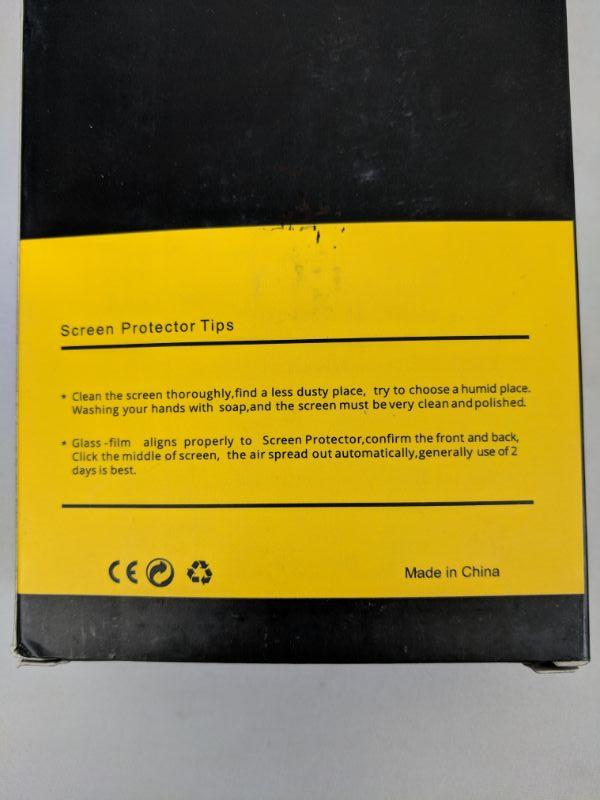 Screen Protector Tips
* Clean the screen thoroughly,find a less dusty place, try to choose a humid place.
Washing your hands with soap,and the screen must be very clean and polished.
* Glass-film aligns properly to Screen Protector,confirm the front and back,
Click the middle of screen, the air spread out automatically,generally use of 2
days is best.
CE Made in China